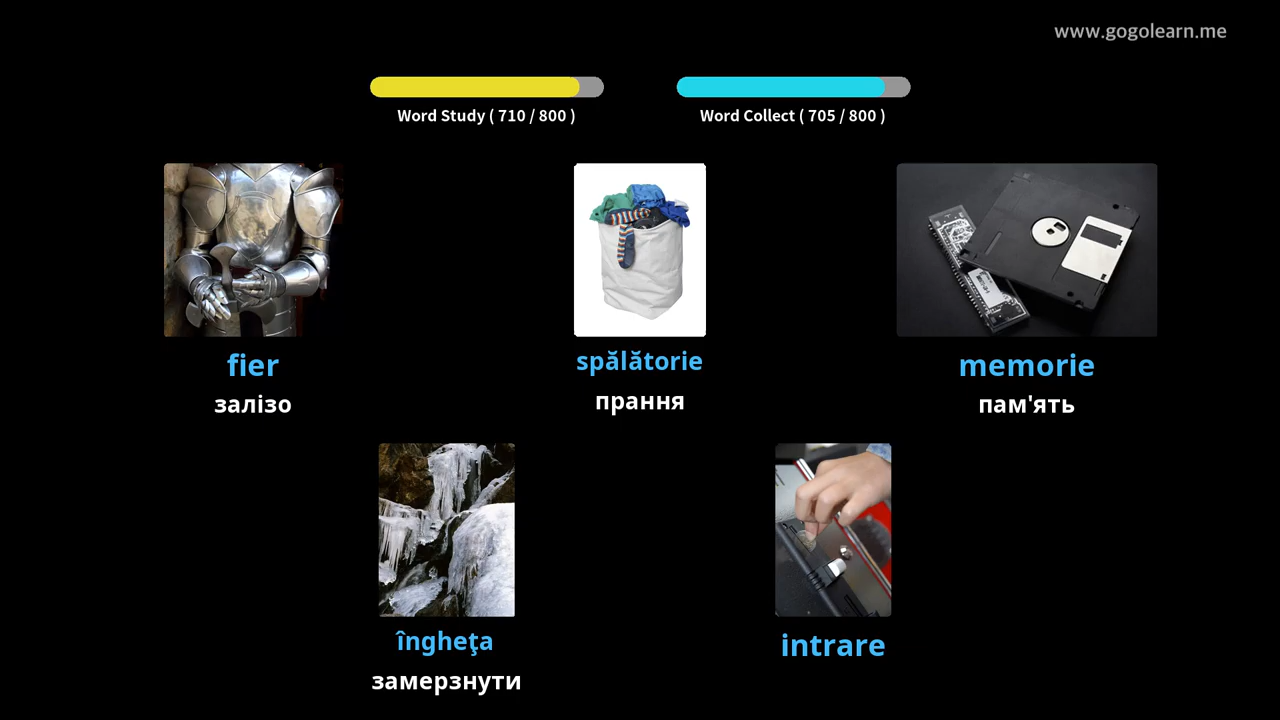 www.gogolearn.me
Word Study ( 710 / 800 )
Word Collect ( 705 / 800 )
fier
залізо
spălătorie
прання
memorie
пам'ять
îngheţa
замерзнути
intrare